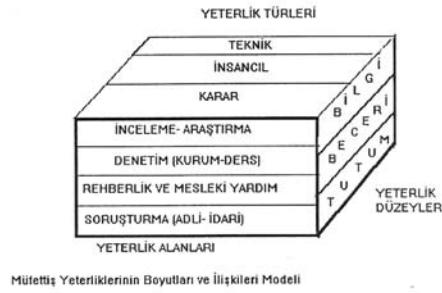 YETERLİK TÜRLERİ
TEKNİK
İNSANCIL
KARAR
BİLGİ
BECERİ
TUTUM
İNCELEME- ARAŞTIRMA
DENETİM (KURUM-DERS)
REHBERLİK VE MESLEKİ YARDIM
SORUŞTURMA (ADLİ- İDARİ)
YETERLİK
DÜZEYLER
YETERLİK ALANLARI
Müfettiş Yeterliklerinin Boyutları ve İlişkileri Modeli